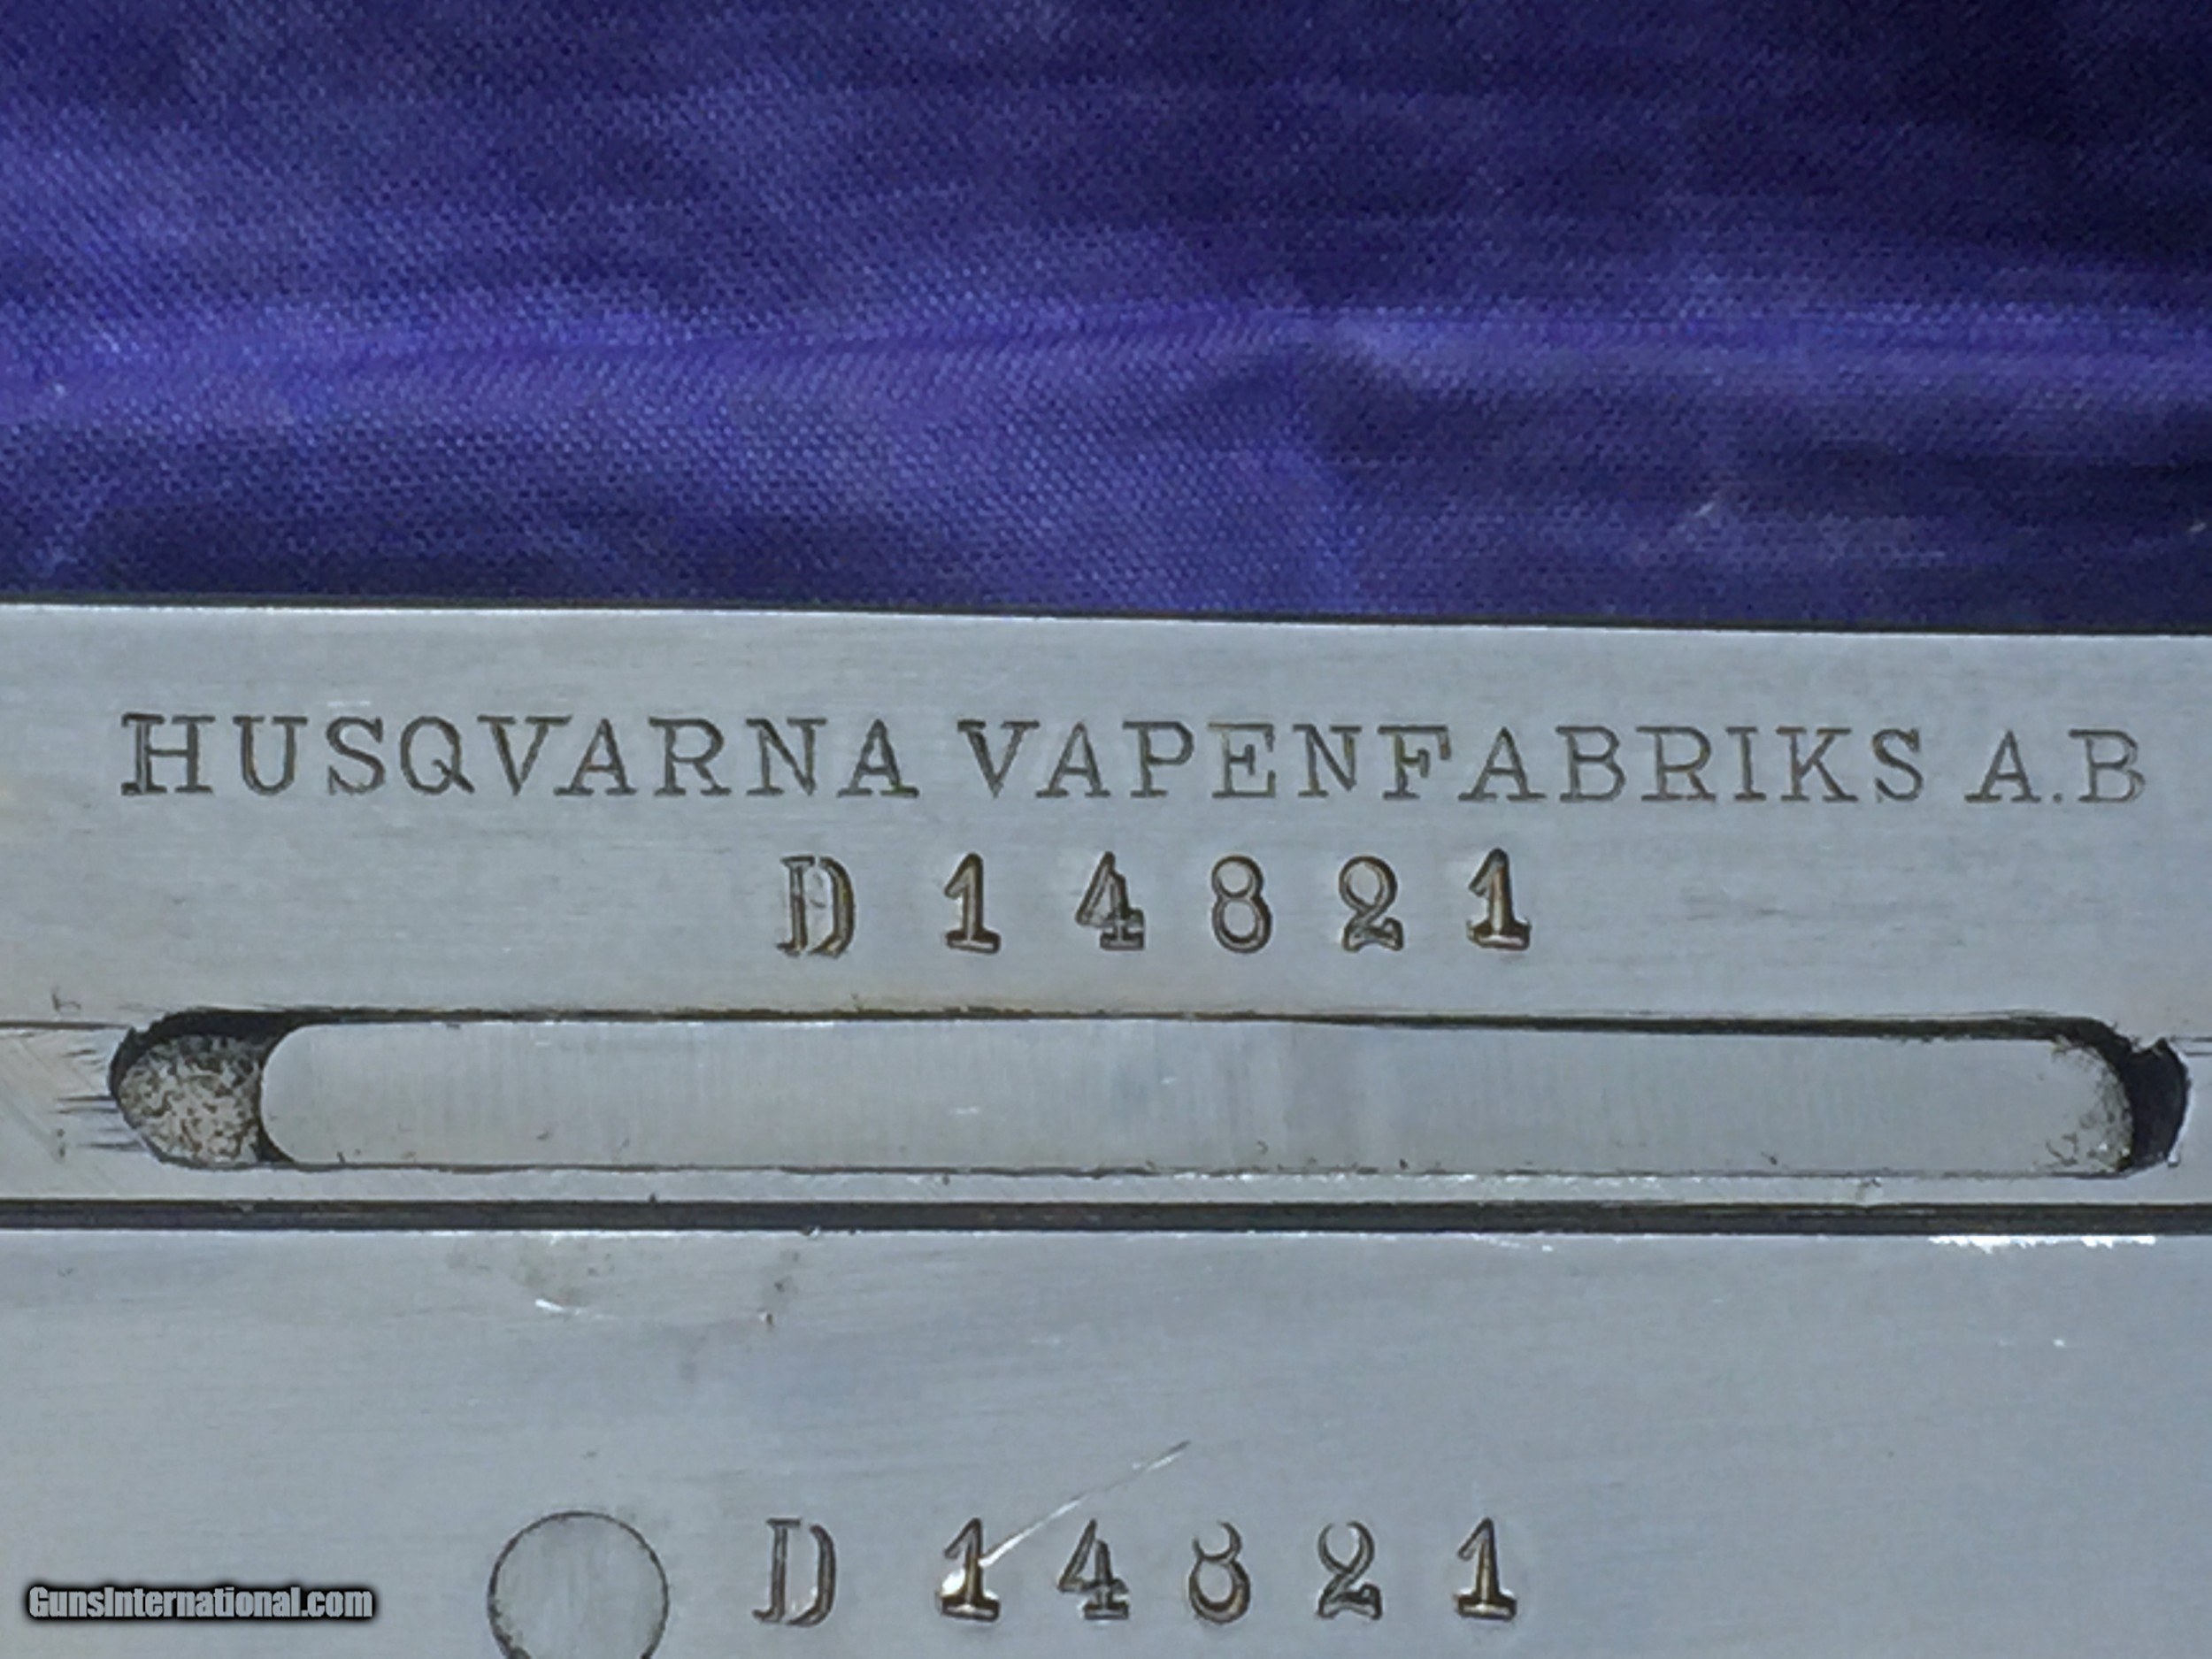 HUSQVARNA VAPENFABRIKS A.B
D 14821
D 14821
GunsInternational.com